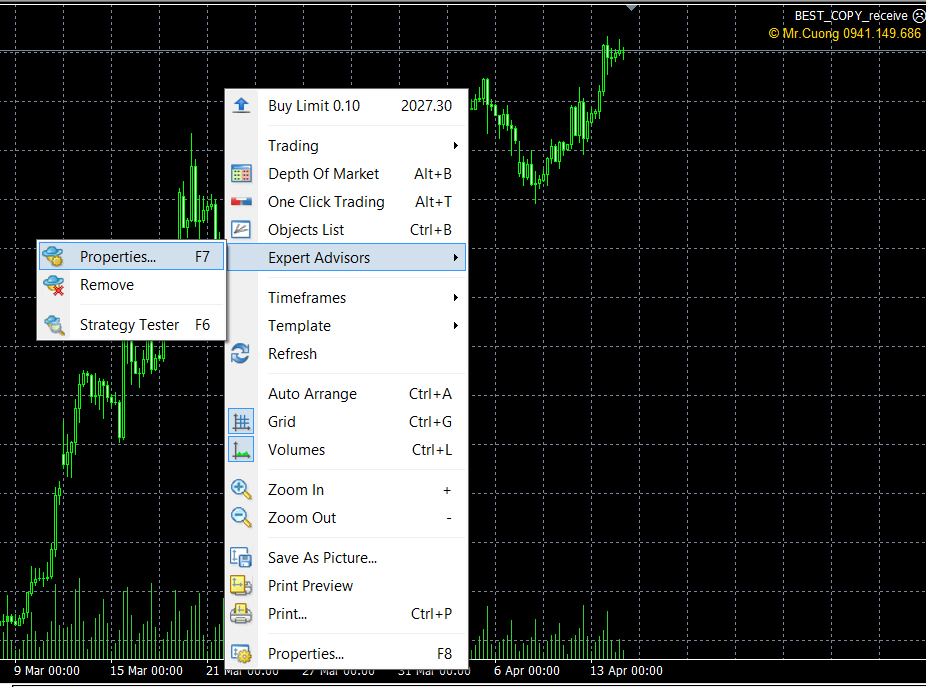 BEST_COPY_receive
© Mr.Cuong 0941.149.686
Buy Limit 0.10 2027.30
Trading
Depth Of Market Alt+B
One Click Trading Alt+T
Objects List Ctrl+B
Expert Advisors
Properties... F7
Remove
Strategy Tester F6
Timeframes
Template
Refresh
Auto Arrange Ctrl+A
Grid Ctrl+G
Volumes Ctrl+L
Zoom In +
Zoom Out -
Save As Picture...
Print Preview
Print... Ctrl+P
Properties... F8
9 Mar 00:00 15 Mar 00:00 21 Mar 00:00 27 Mar 00:00 31 Mar 00:00 6 Apr 00:00 13 Apr 00:00